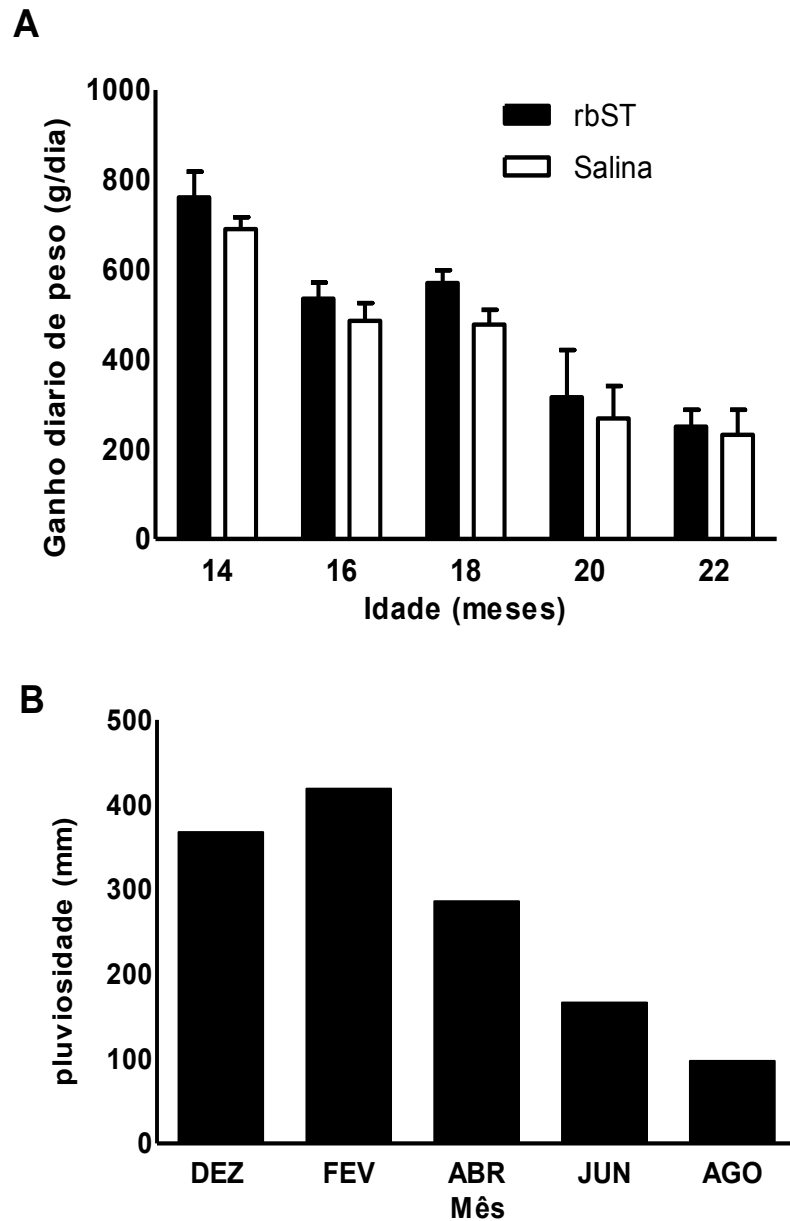 A
Ganho diario de peso (g/dia)
1000
800
600
400
200
0
rbST
Salina
14 16 18 20 22
Idade (meses)
B
pluviosidade (mm)
500
400
300
200
100
0
DEZ FEV ABR JUN AGO
Mês